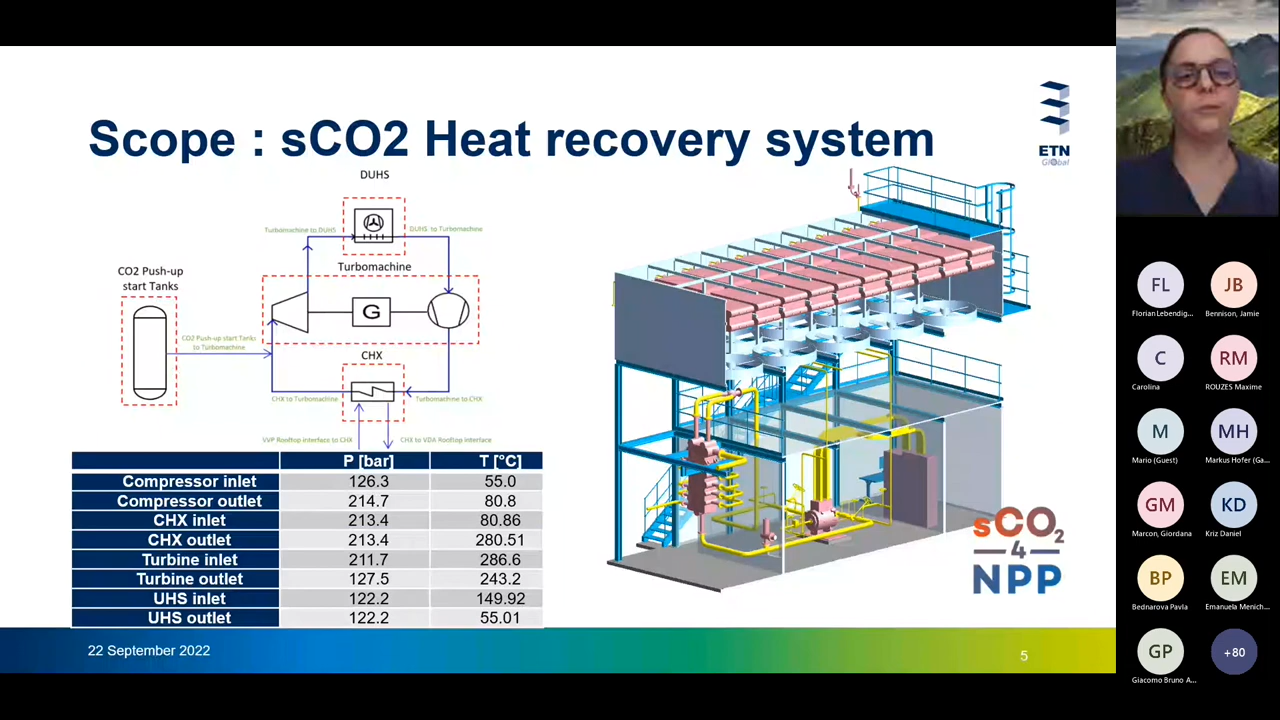 Scope : sCO2 Heat recovery system
ETN
Global
DUHS
Turbomachine to DUHS
DUHS to Turbomachine
Turbomachine
CO2 Push-up
start Tanks
G
CO2 Push-up start Tanks
to Turbomachine
CHX
CHX to Turbomachine
Turbomachine to CHX
VVP Rooftop interface to CHX
CHX to VDA Rooftop interface
P [bar] T [°C]
Compressor inlet 126.3 55.0
Compressor outlet 214.7 80.8
CHX inlet 213.4 80.86
CHX outlet 213.4 280.51
Turbine inlet 211.7 286.6
Turbine outlet 127.5 243.2
UHS inlet 122.2 149.92
UHS outlet 122.2 55.01
sCO2
4
NPP
22 September 2022
5
FL
Florian Lebendig...
JB
Bennison, Jamie
C
Carolina
RM
ROUZES Maxime
M
Mario (Guest)
MH
Markus Hofer (Ga...
GM
Marcon, Giordana
KD
Kriz Daniel
BP
Bednarova Pavla
EM
Emanuela Menich...
GP
Giacomo Bruno A...
+80